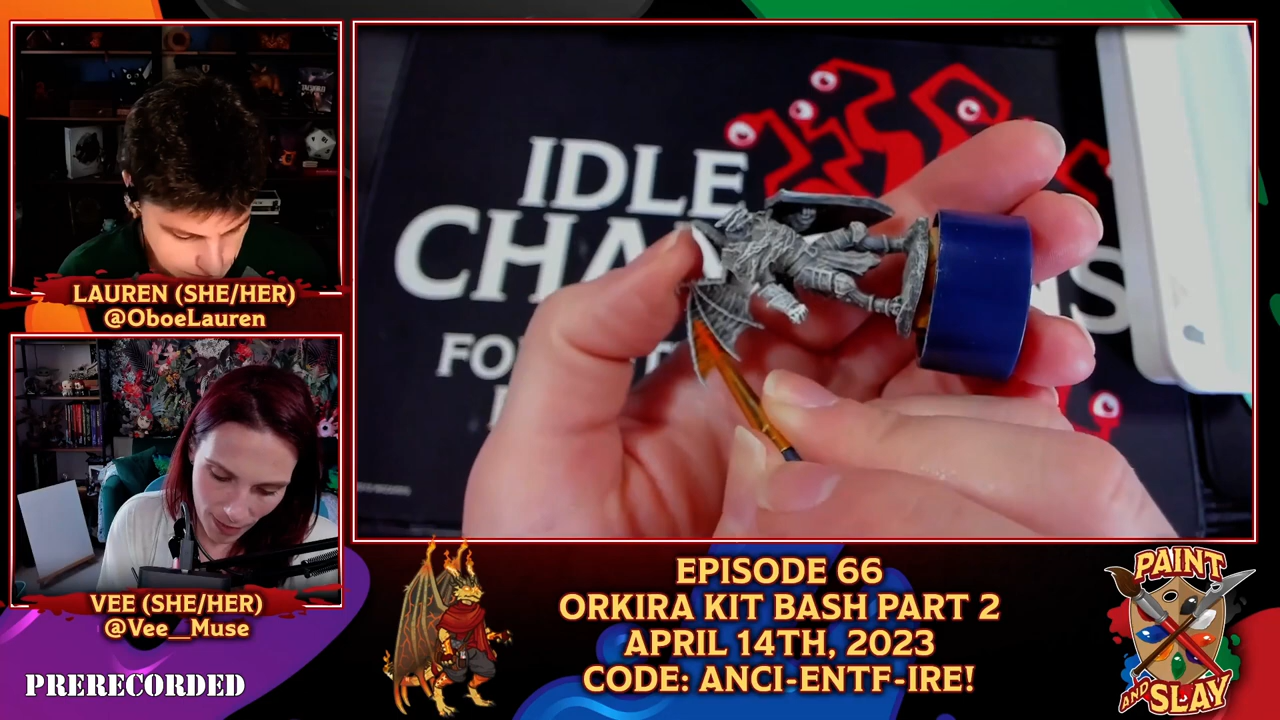 LAUREN (SHE/HER)
@OboeLauren
VEE (SHE/HER)
@Vee__Muse
PRERECORDED
IDLE
CHA
S
FO
EPISODE 66
ORKIRA KIT BASH PART 2
APRIL 14TH, 2023
CODE: ANCI-ENTF-IRE!
PAINT
AND SLAY